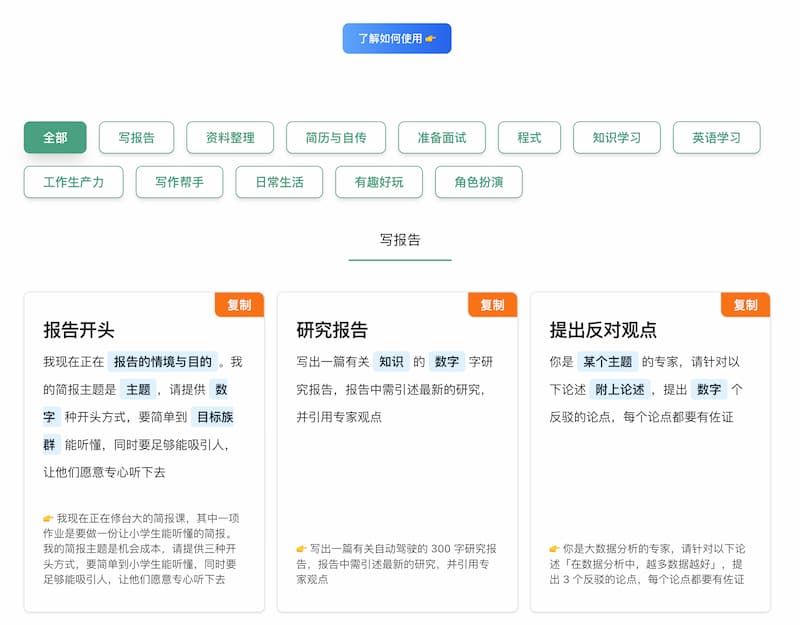 了解如何使用 👉
全部
写报告
资料整理
简历与自传
准备面试
程式
知识学习
英语学习
工作生产力
写作帮手
日常生活
有趣好玩
角色扮演
写报告
复制
报告开头
我现在正在 报告的情境与目的 。我
的简报主题是 主题 ，请提供 数
字 种开头方式，要简单到 目标族
群 能听懂，同时要足够能吸引人，
让他们愿意专心听下去
👉 我现在正在修台大的简报课，其中一项
作业是要做一份让小学生能听懂的简报。
我的简报主题是机会成本，请提供三种开
头方式，要简单到小学生能听懂，同时要
足够能吸引人，让他们愿意专心听下去
复制
研究报告
写出一篇有关 知识 的 数字 字研
究报告，报告中需引述最新的研究，
并引用专家观点
👉 写出一篇有关自动驾驶的 300 字研究报
告，报告中需引述最新的研究，并引用专
家观点
复制
提出反对观点
你是 某个主题 的专家，请针对以
下论述 附上论述 ，提出 数字 个
反驳的论点，每个论点都要有佐证
👉 你是大数据分析的专家，请针对以下论
述「在数据分析中，越多数据越好」，提
出 3 个反驳的论点，每个论点都要有佐证